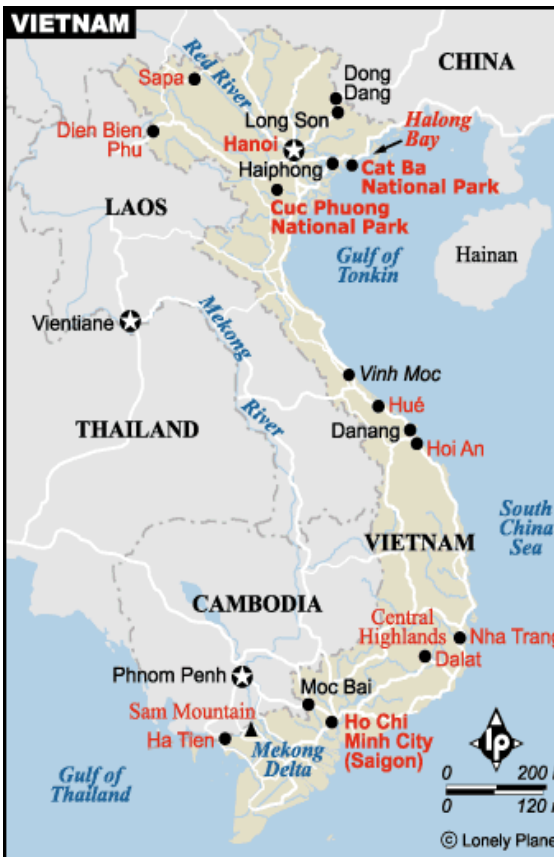 VIETNAM
CHINA
Red River
Sapa
Dong
Dang
Long Son
Halong
Bay
Dien Bien
Phu
Hanoi
Haiphong
Cat Ba
National Park
LAOS
Cuc Phuong
National Park
Gulf of
Tonkin
Hainan
Vientiane
Mekong
River
Vinh Moc
Hué
THAILAND
Danang
Hoi An
South
China
Sea
VIETNAM
CAMBODIA
Central
Highlands
Nha Trang
Dalat
Phnom Penh
Moc Bai
Sam Mountain
Ho Chi
Minh City
(Saigon)
Ha Tien
Mekong
Delta
Gulf of
Thailand
lp
0 200
0 120
© Lonely Plane